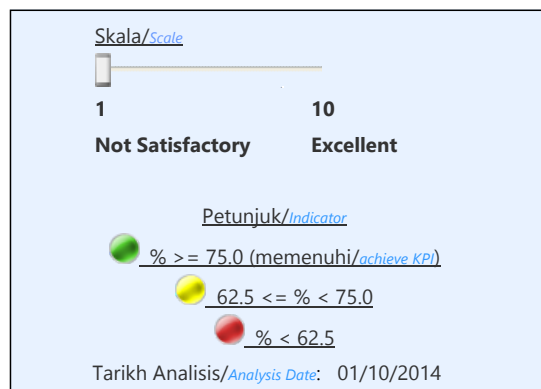 Skala/Scale
1 10
Not Satisfactory Excellent
Petunjuk/Indicator
% >= 75.0 (memenuhi/achieve KPI)
62.5 <= % < 75.0
% < 62.5
Tarikh Analisis/Analysis Date: 01/10/2014